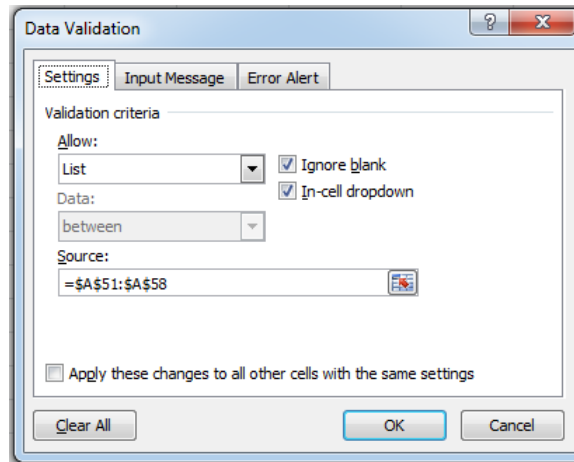 Data Validation
Settings Input Message Error Alert
Validation criteria
Allow:
List
Ignore blank
In-cell dropdown
Data:
between
Source:
=$A$51:$A$58
Apply these changes to all other cells with the same settings
Clear All OK Cancel